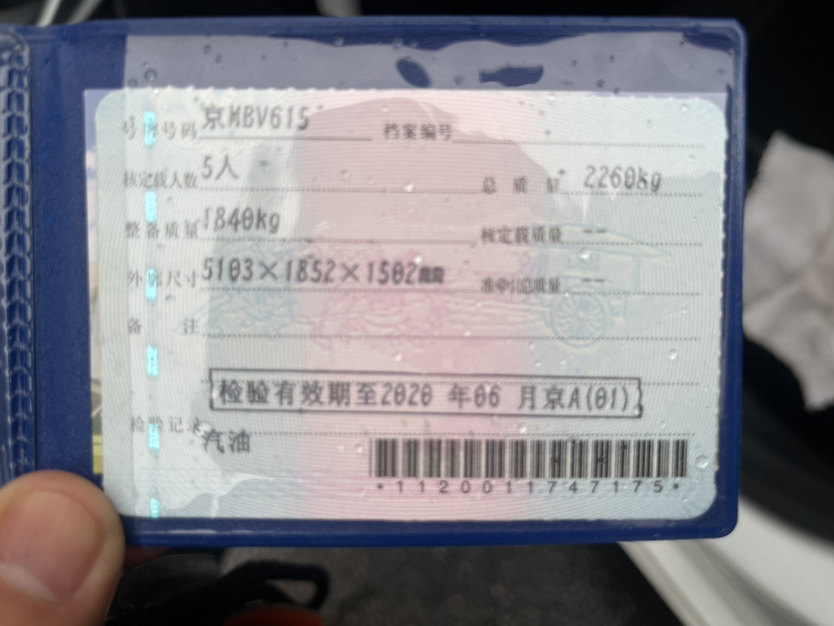 号牌号码 京MBV615 档案编号
核定载人数 5人 总质量 2260kg
整备质量 1840kg 核定载质量 --
外廓尺寸 5103×1852×1502mm 准牵引总质量 --
备注
检验有效期至2020 年06 月京A(01)
检验记录
汽油
*1120011747175*